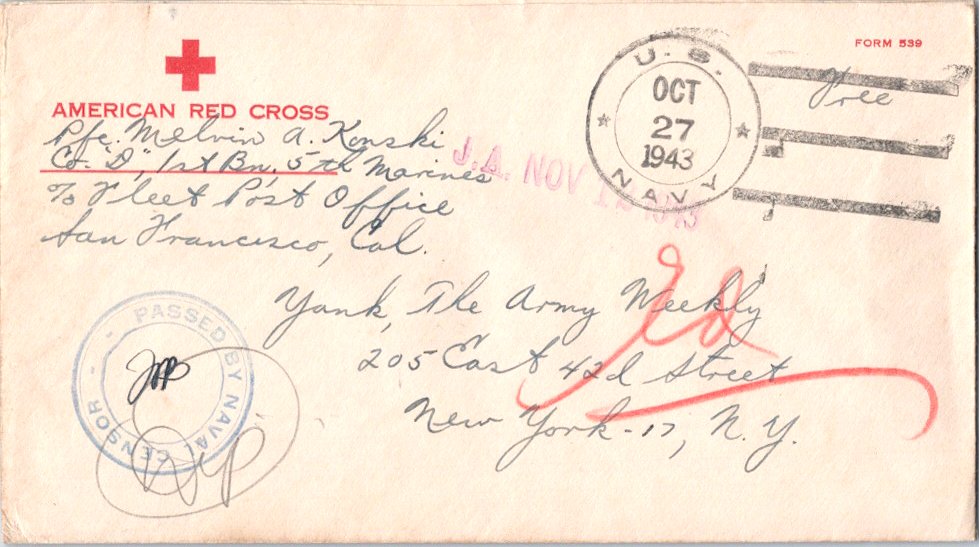 FORM 539
AMERICAN RED CROSS
Pfc. Melvin A. Konski
Co. "D", 1st Bn, 5th Marines
℅ Fleet Post Office
San Francisco, Cal.
U.S. NAVY
OCT
27
1943
Free
J.A. NOV 1943
Yank, The Army Weekly
205 East 42d Street
New York-17, N.Y.
PASSED BY NAVAL CENSOR